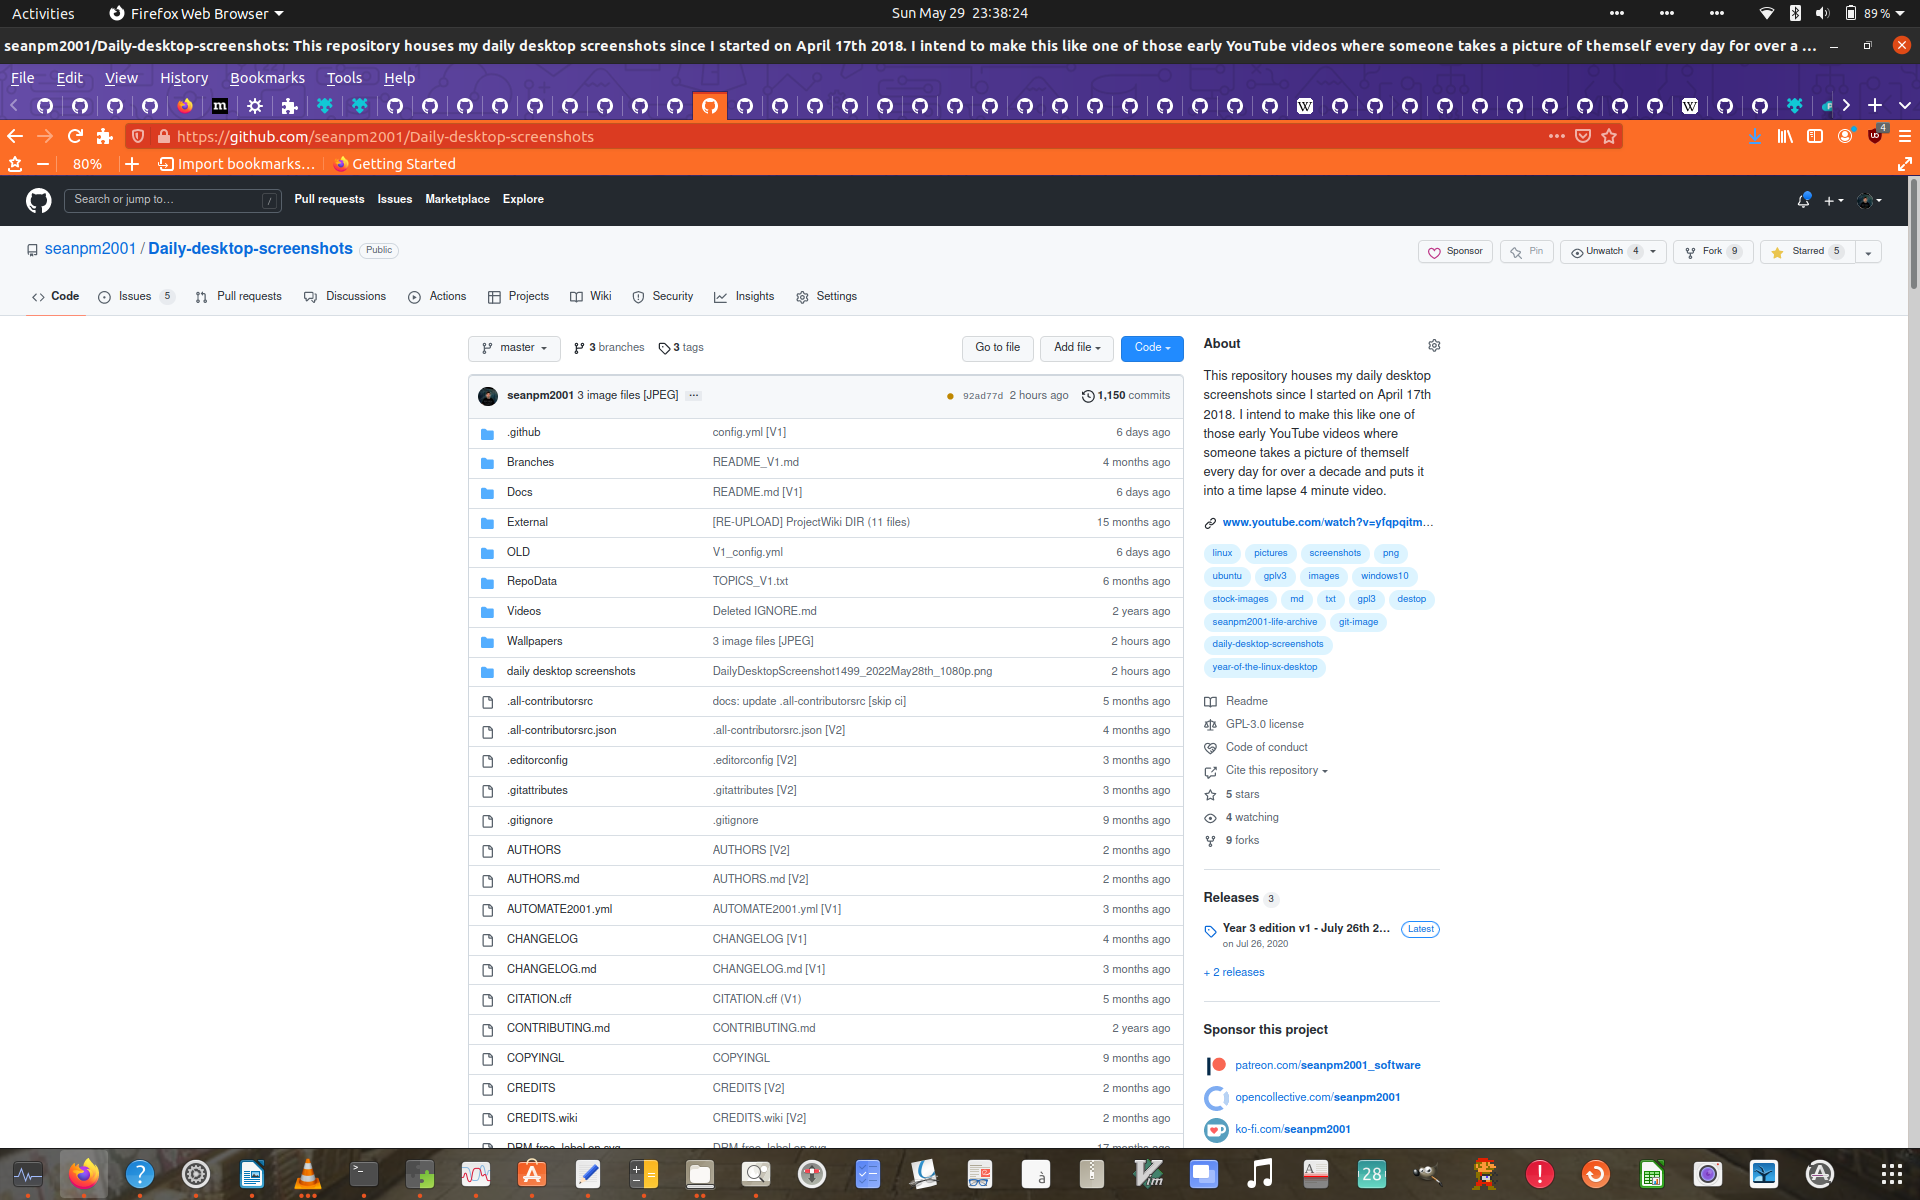 Activities
Firefox Web Browser
Sun May 29 23:38:24
89 %
seanpm2001/Daily-desktop-screenshots: This repository houses my daily desktop screenshots since I started on April 17th 2018. I intend to make this like one of those early YouTube videos where someone takes a picture of themself every day for over a ...
File Edit View History Bookmarks Tools Help
https://github.com/seanpm2001/Daily-desktop-screenshots
4
80%
Import bookmarks...
Getting Started
Search or jump to...
/
Pull requests Issues Marketplace Explore
seanpm2001 / Daily-desktop-screenshots Public
Sponsor
Pin
Unwatch 4
Fork 9
Starred 5
Code
Issues 5
Pull requests
Discussions
Actions
Projects
Wiki
Security
Insights
Settings
master
3 branches
3 tags
Go to file
Add file
Code
seanpm2001 3 image files [JPEG] ...
92ad77d 2 hours ago
1,150 commits
.github config.yml [V1] 6 days ago
Branches README_V1.md 4 months ago
Docs README.md [V1] 6 days ago
External [RE-UPLOAD] ProjectWiki DIR (11 files) 15 months ago
OLD V1_config.yml 6 days ago
RepoData TOPICS_V1.txt 6 months ago
Videos Deleted IGNORE.md 2 years ago
Wallpapers 3 image files [JPEG] 2 hours ago
daily desktop screenshots DailyDesktopScreenshot1499_2022May28th_1080p.png 2 hours ago
.all-contributorsrc docs: update .all-contributorsrc [skip ci] 5 months ago
.all-contributorsrc.json .all-contributorsrc.json [V2] 4 months ago
.editorconfig .editorconfig [V2] 3 months ago
.gitattributes .gitattributes [V2] 3 months ago
.gitignore .gitignore 9 months ago
AUTHORS AUTHORS [V2] 2 months ago
AUTHORS.md AUTHORS.md [V2] 2 months ago
AUTOMATE2001.yml AUTOMATE2001.yml [V1] 3 months ago
CHANGELOG CHANGELOG [V1] 4 months ago
CHANGELOG.md CHANGELOG.md [V1] 3 months ago
CITATION.cff CITATION.cff (V1) 5 months ago
CONTRIBUTING.md CONTRIBUTING.md 2 years ago
COPYINGL COPYINGL 9 months ago
CREDITS CREDITS [V2] 2 months ago
CREDITS.wiki CREDITS.wiki [V2] 2 months ago
About
This repository houses my daily desktop
screenshots since I started on April 17th
2018. I intend to make this like one of
those early YouTube videos where
someone takes a picture of themself
every day for over a decade and puts it
into a time lapse 4 minute video.
www.youtube.com/watch?v=yfqpqitm...
linux pictures screenshots png
ubuntu gplv3 images windows10
stock-images md txt gpl3 destop
seanpm2001-life-archive git-image
daily-desktop-screenshots
year-of-the-linux-desktop
Readme
GPL-3.0 license
Code of conduct
Cite this repository
5 stars
4 watching
9 forks
Releases 3
Year 3 edition v1 - July 26th 2... Latest
on Jul 26, 2020
+ 2 releases
Sponsor this project
patreon.com/seanpm2001_software
opencollective.com/seanpm2001
ko-fi.com/seanpm2001
28